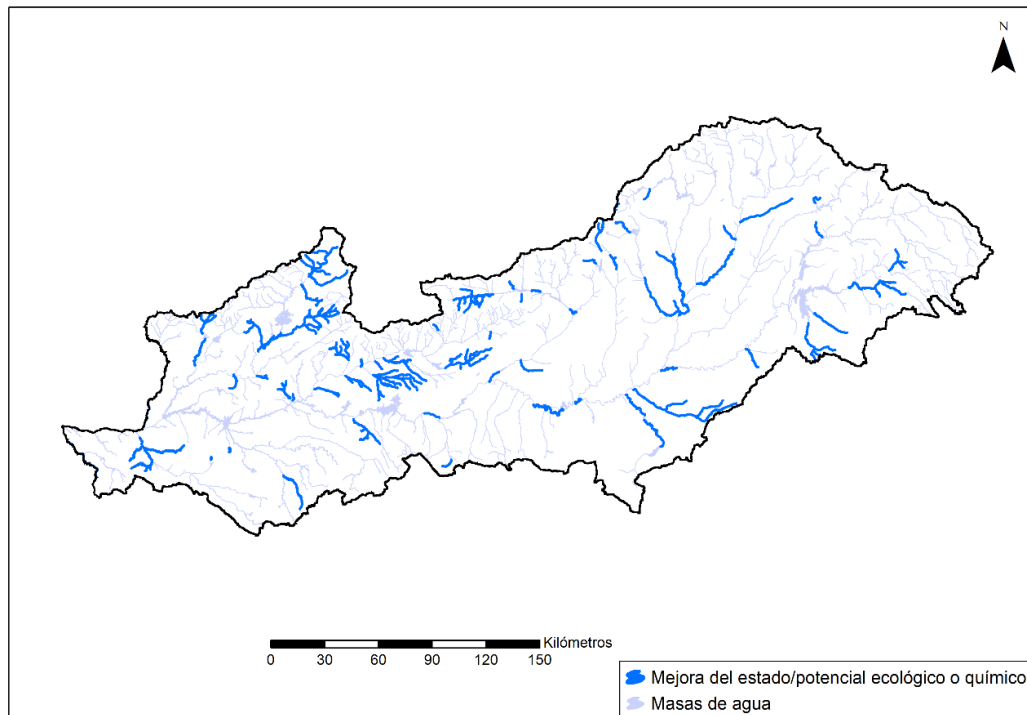 N
Kilómetros
0 30 60 90 120 150
Mejora del estado/potencial ecológico o químico
Masas de agua